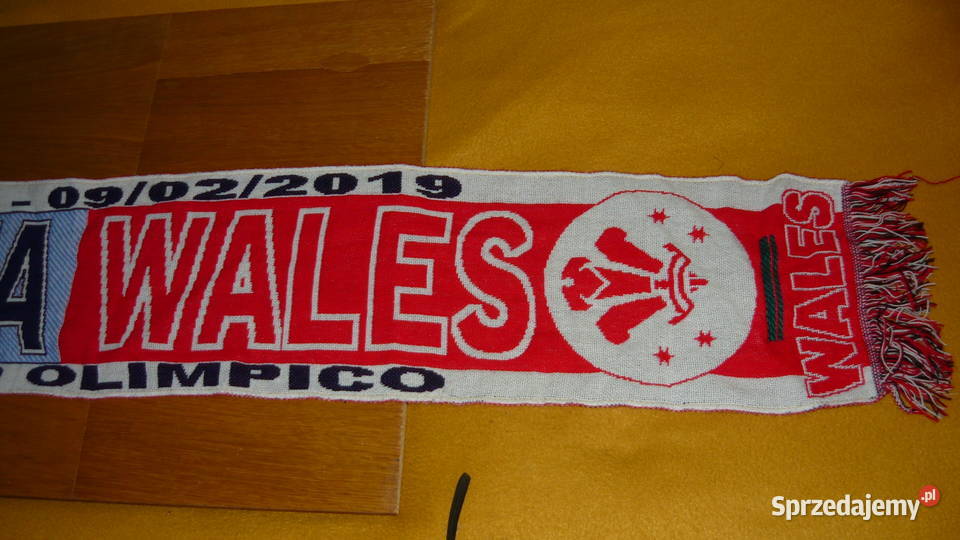 - 09/02/2019
A WALES
WALES
OLIMPICO
Sprzedajemy.pl